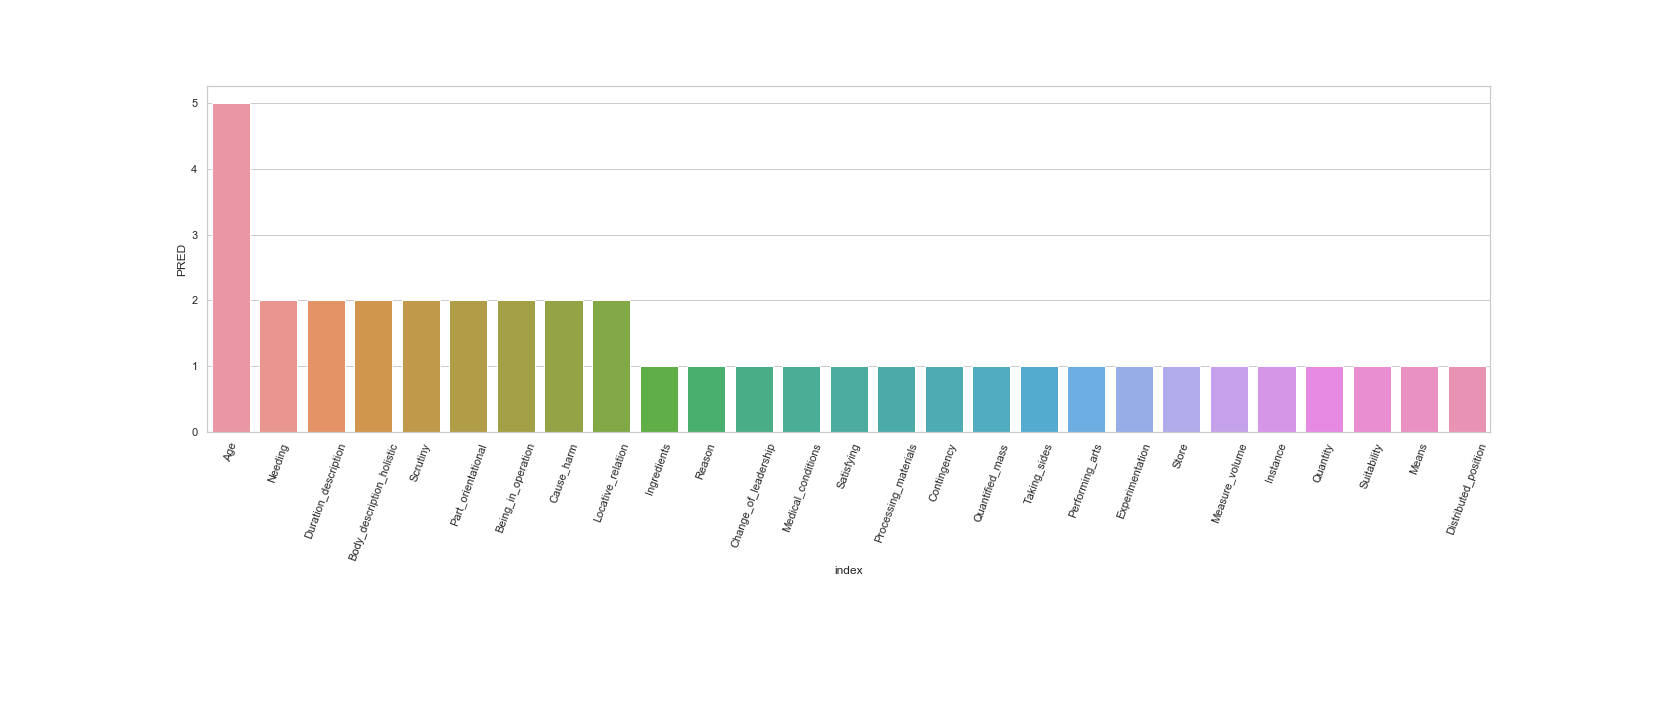 5
4
3
2
1
0
PRED
Age
Needing
Duration_description
Body_description_holistic
Scrutiny
Part_orientational
Being_in_operation
Cause_harm
Locative_relation
Ingredients
Reason
Change_of_leadership
Medical_conditions
Satisfying
Processing_materials
Contingency
Quantified_mass
Taking_sides
Performing_arts
Experimentation
Store
Measure_volume
Instance
Quantity
Suitability
Means
Distributed_position
index